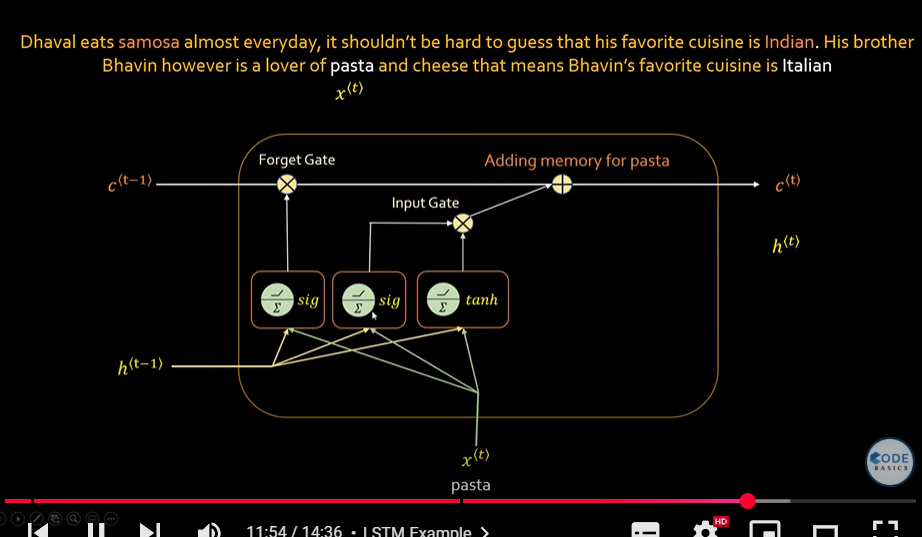 Dhaval eats samosa almost everyday, it shouldn't be hard to guess that his favorite cuisine is Indian. His brother
Bhavin however is a lover of pasta and cheese that means Bhavin's favorite cuisine is Italian
x⟨t⟩
Forget Gate
Adding memory for pasta
c⟨t−1⟩
c⟨t⟩
Input Gate
h⟨t⟩
Σ sig
Σ sig
Σ tanh
h⟨t−1⟩
x⟨t⟩
pasta
CODE
BASICS
HD
11:54 / 14:36 • LSTM Example